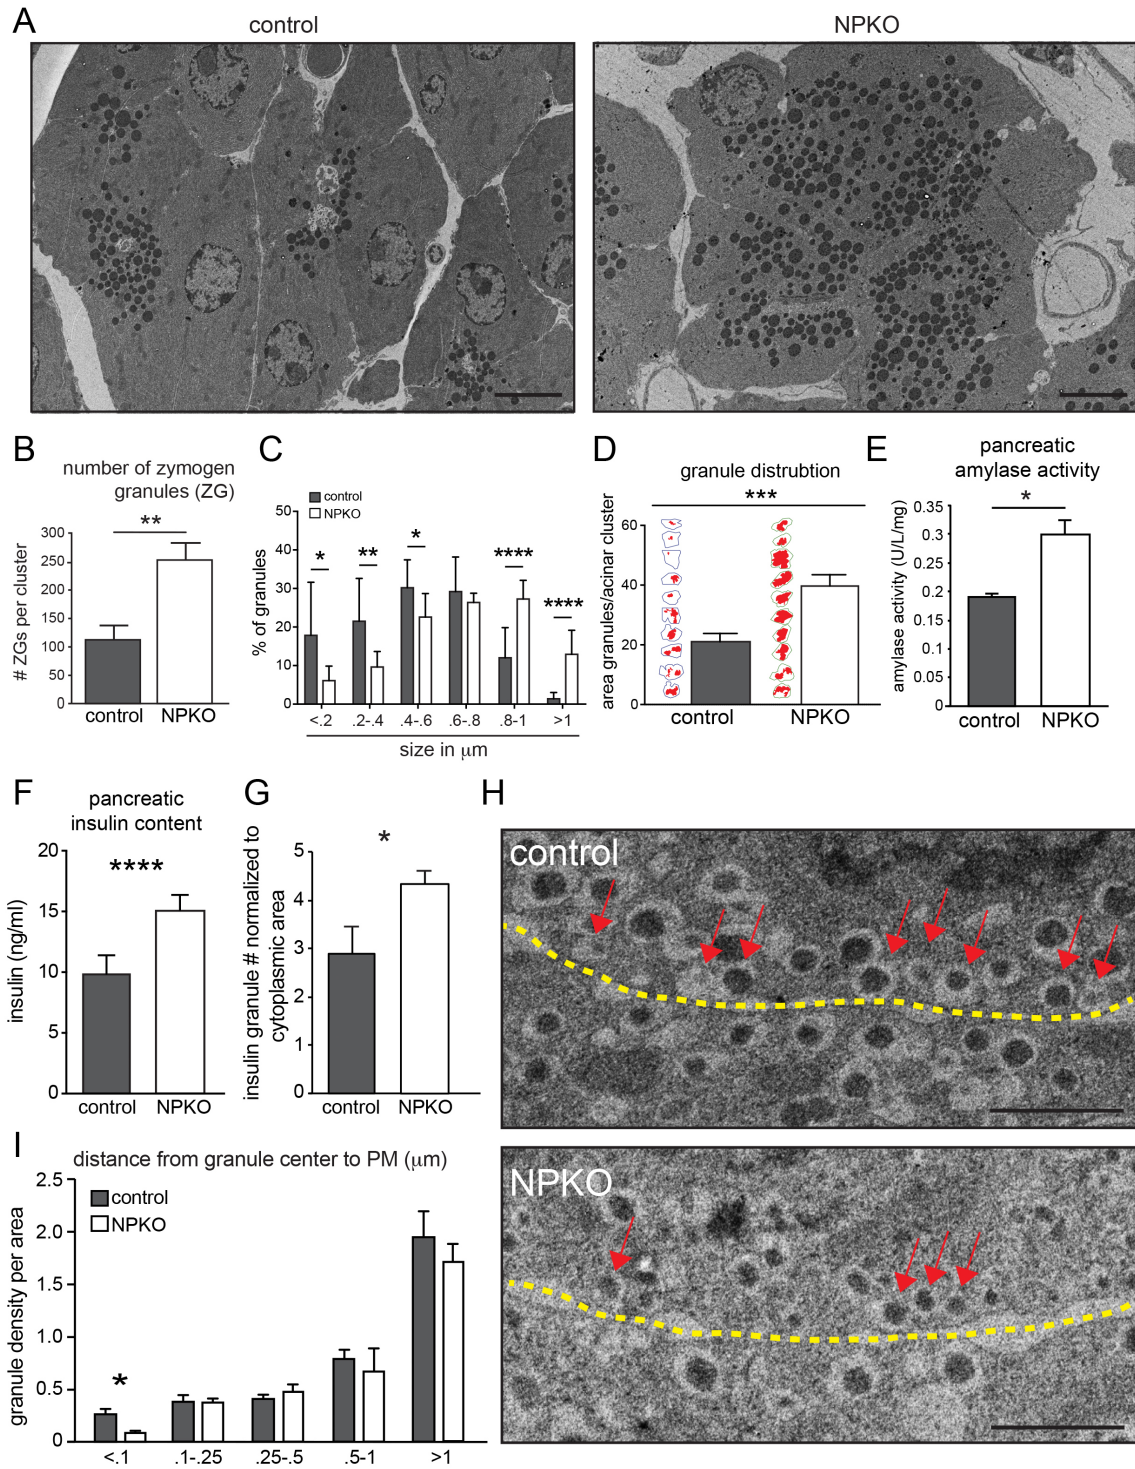 A
control
NPKO
B
number of zymogen
granules (ZG)
**
# ZGs per cluster
300
250
200
150
100
50
0
control
NPKO
C
control
NPKO
% of granules
50
40
30
20
10
0
*
**
*
****
****
<.2
.2-.4
.4-.6
.6-.8
.8-1
>1
size in μm
D
granule distrubtion
***
area granules/acinar cluster
60
40
20
0
control
NPKO
E
pancreatic
amylase activity
*
amylase activity (U/L/mg)
0.35
0.3
0.25
0.2
0.15
0.1
0.05
0
control
NPKO
F
pancreatic
insulin content
****
insulin (ng/ml)
20
15
10
5
0
control
NPKO
G
*
insulin granule # normalized to
cytoplasmic area
5
4
3
2
1
0
control
NPKO
H
control
NPKO
I
distance from granule center to PM (μm)
control
NPKO
granule density per area
2.5
2.0
1.5
1.0
0.5
0
*
<.1
.1-.25
.25-.5
.5-1
>1